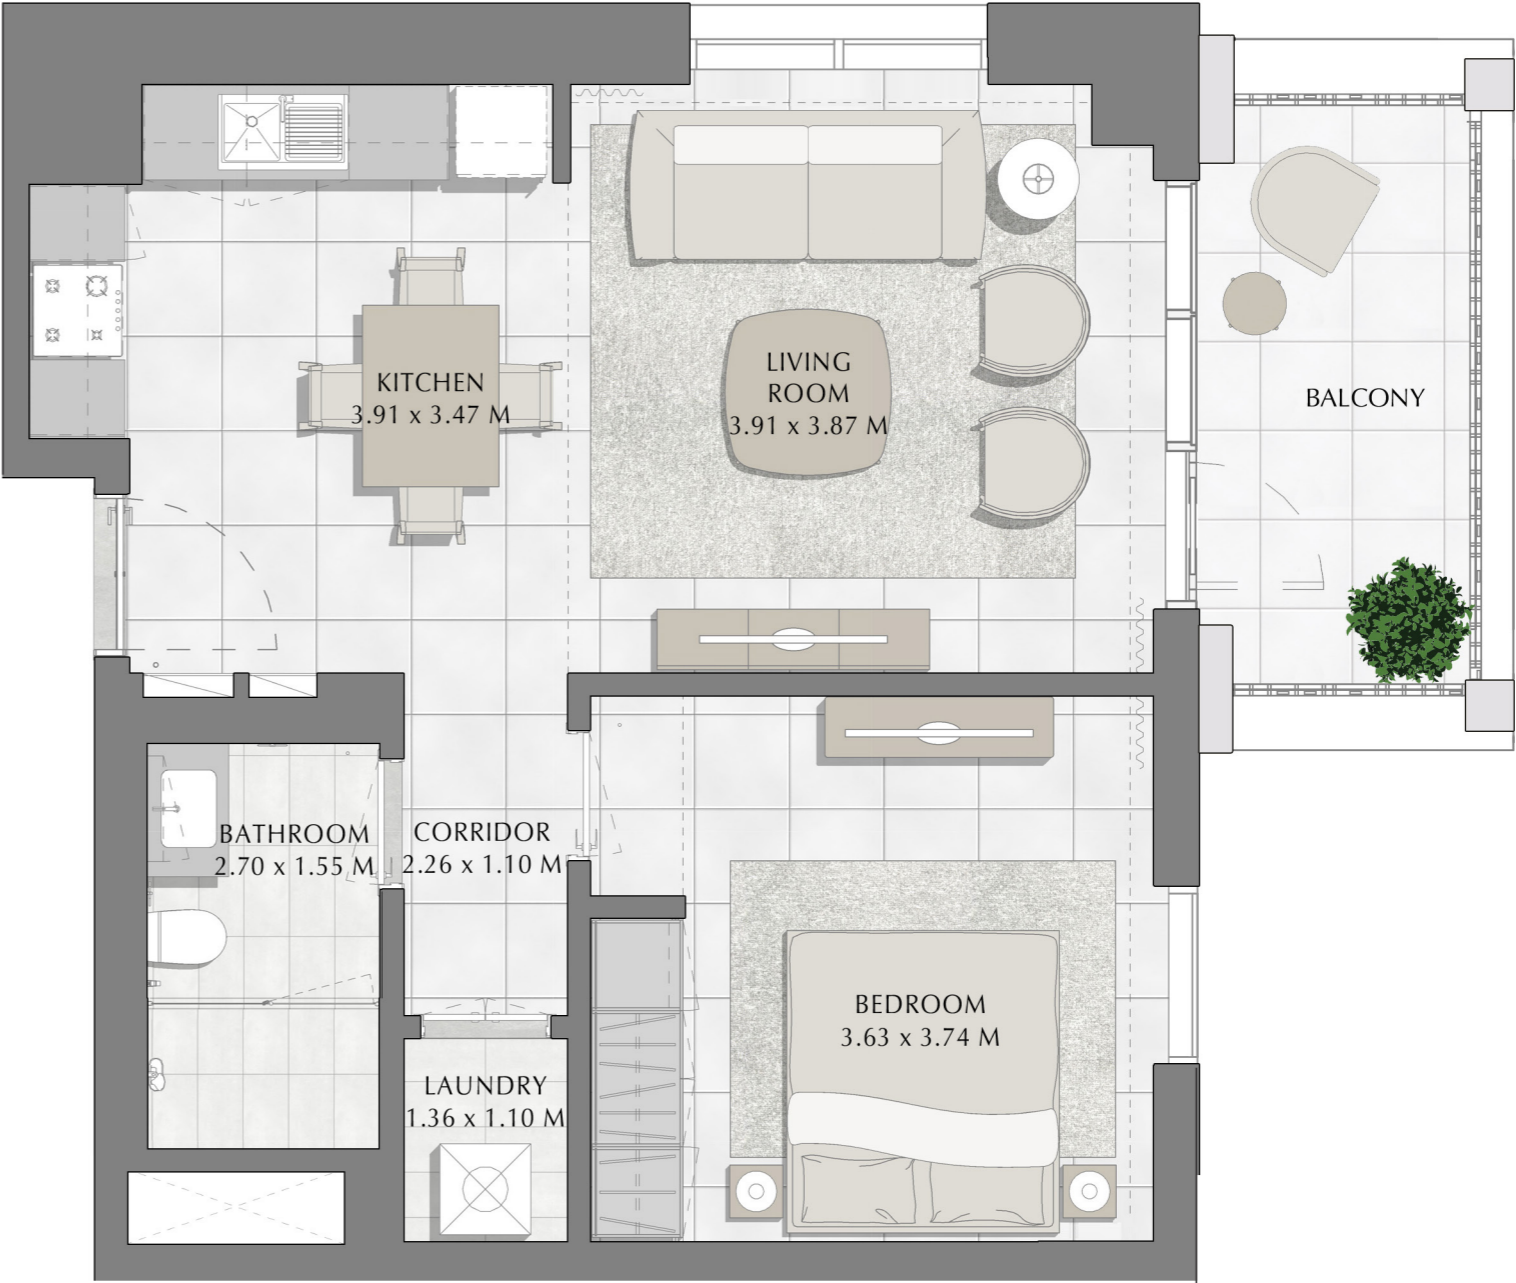 KITCHEN
3.91 x 3.47 M
LIVING
ROOM
3.91 x 3.87 M
BALCONY
BATHROOM
2.70 x 1.55 M
CORRIDOR
2.26 x 1.10 M
BEDROOM
3.63 x 3.74 M
LAUNDRY
1.36 x 1.10 M